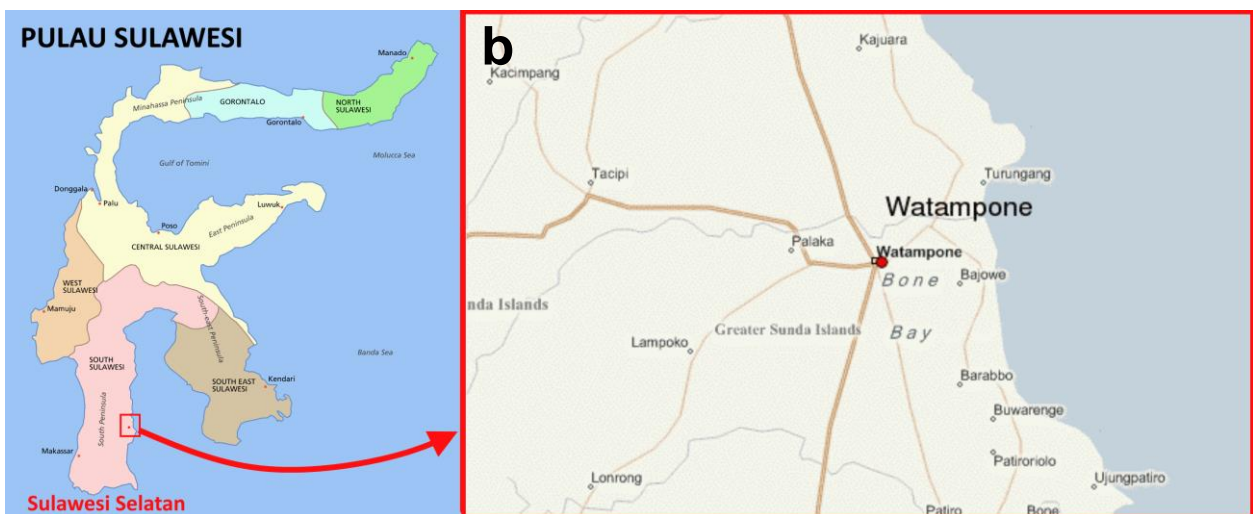 PULAU SULAWESI
Manado
Minahassa Peninsula
GORONTALO
NORTH
SULAWESI
Gorontalo
Gulf of Tomini
Molucca Sea
Donggala
Palu
Luwuk
Poso
East Peninsula
CENTRAL SULAWESI
WEST
SULAWESI
Mamuju
South-east Peninsula
Banda Sea
SOUTH
SULAWESI
SOUTH EAST
SULAWESI
Kendari
South Peninsula
Makassar
Sulawesi Selatan
b
Kajuara
Kacimpang
Tacipi
Turungang
Watampone
Palaka
Watampone
Bone
Bajowe
nda Islands
Greater Sunda Islands
Bay
Lampoko
Barabbo
Buwarenge
Patiroriolo
Lonrong
Ujungpatiro
Patiro
Bone